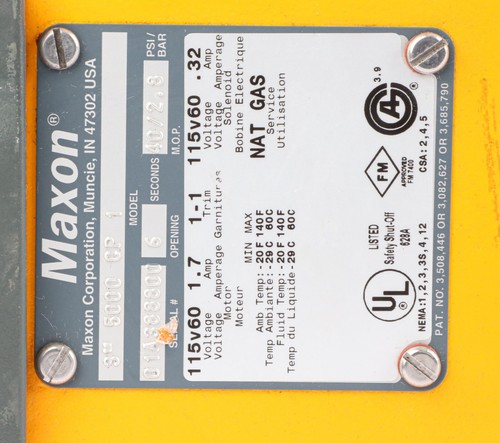 Maxon®
Maxon Corporation, Muncie, IN 47302 USA
3" 5000 CP 1
MODEL
6 SECONDS 40/2.8 PSI/BAR
SERIAL # OPENING M.O.P.
115v60 1.7 1-1 115v60 .32
Voltage Amp Trim Voltage Amp
Voltage Amperage Garnitures Voltage Amperage
Motor Solenoid
Moteur Bobine Electrique
NAT GAS
MIN MAX Service
Amb Temp:-20F 140F Utilisation
Temp Ambiante:-29C 60C
Fluid Temp:-20F 140F
Temp du Liquide-29C 60C
3.9
FM
APPROVED
FM 7400
UL
LISTED
Safety Shut-Off
628A
NEMA:1,2,3,3S,4,12 CSA: 2,4,5
PAT. NO. 3,508,446 OR 3,082,627 OR 3,685,790